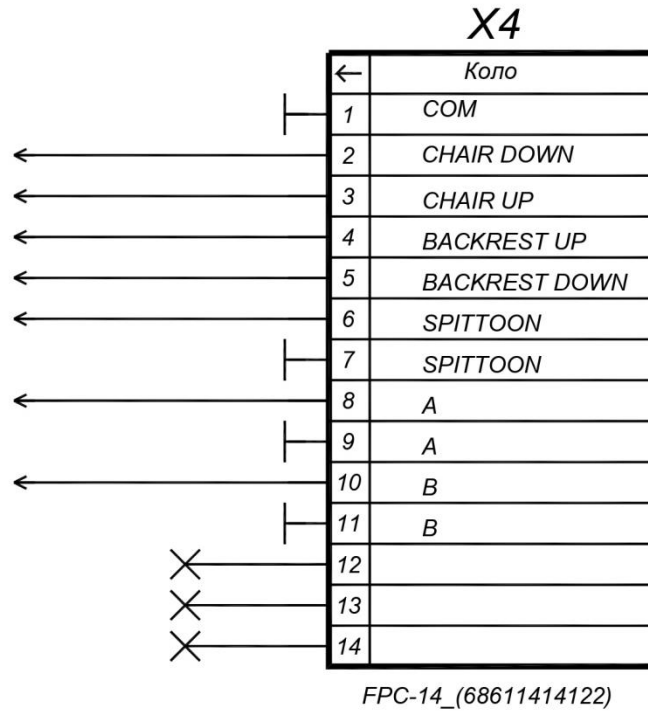 X4
← Коло
1 COM
2 CHAIR DOWN
3 CHAIR UP
4 BACKREST UP
5 BACKREST DOWN
6 SPITTOON
7 SPITTOON
8 A
9 A
10 B
11 B
12
13
14
FPC-14_(68611414122)